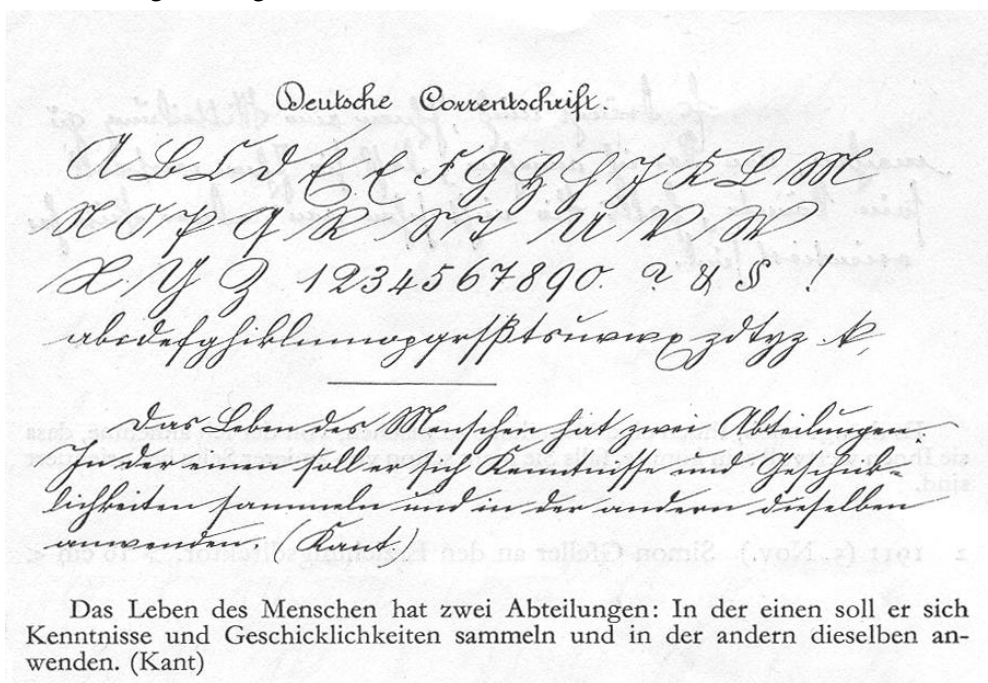 Deutsche Correntschrift.
A B C D E E F G H H J K L M
N O P Q R S T U V W
X Y Z 1234567890. ? & § !
Das Leben des Menschen hat zwei Abteilungen:
In der einen soll er sich Kenntnisse und Geschick-
lichkeiten sammeln und in der andern dieselben
anwenden. (Kant)
Das Leben des Menschen hat zwei Abteilungen: In der einen soll er sich
Kenntnisse und Geschicklichkeiten sammeln und in der andern dieselben an-
wenden. (Kant)